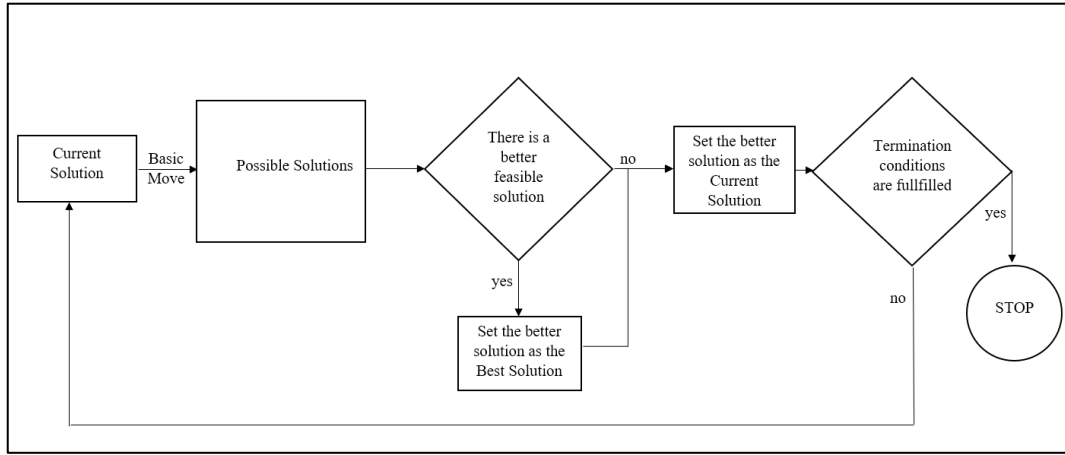 Current
Solution
Basic
Move
Possible Solutions
There is a
better
feasible
solution
no
yes
Set the better
solution as the
Best Solution
Set the better
solution as the
Current
Solution
Termination
conditions
are fullfilled
yes
STOP
no